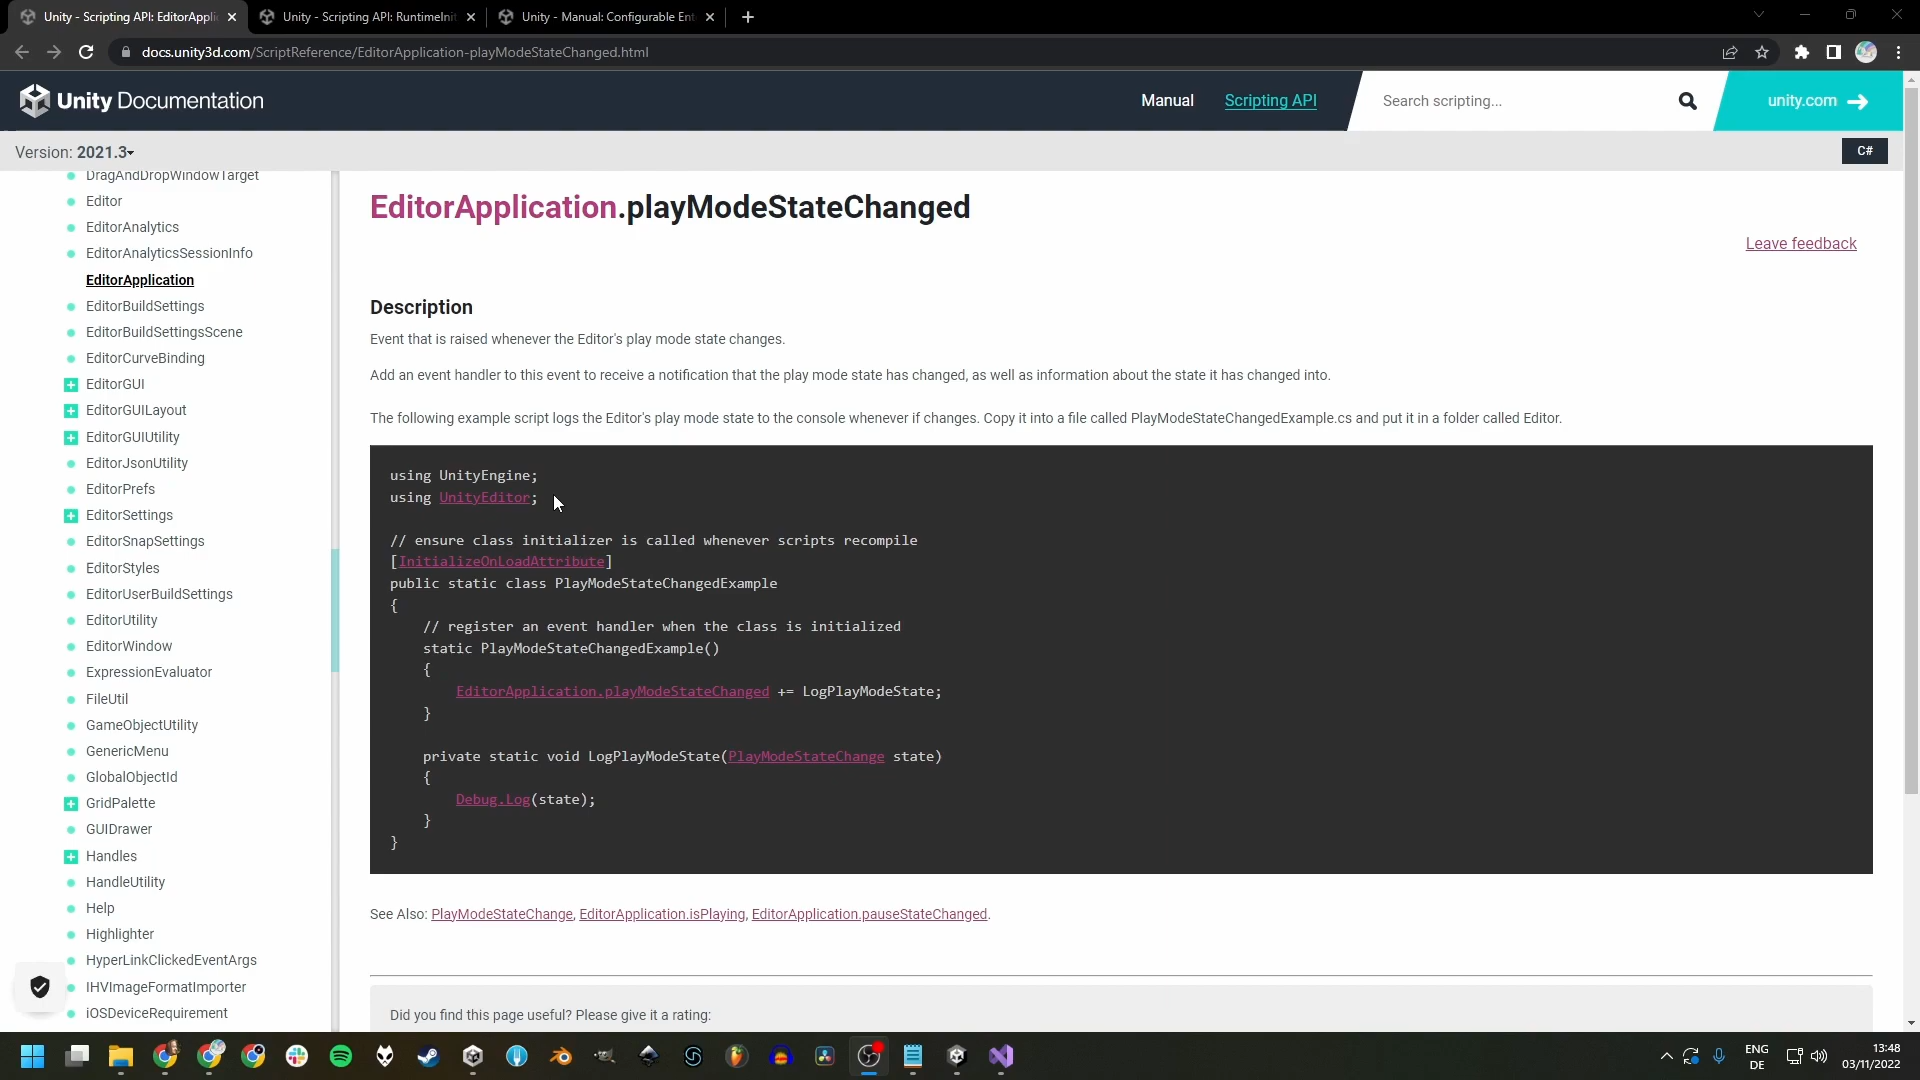 Unity - Scripting API: EditorApplic
Unity - Scripting API: RuntimeInit
Unity - Manual: Configurable Ent
docs.unity3d.com/ScriptReference/EditorApplication-playModeStateChanged.html
Unity Documentation
Manual
Scripting API
Search scripting...
unity.com
Version: 2021.3
C#
DragAndDropWindowTarget
Editor
EditorAnalytics
EditorAnalyticsSessionInfo
EditorApplication
EditorBuildSettings
EditorBuildSettingsScene
EditorCurveBinding
EditorGUI
EditorGUILayout
EditorGUIUtility
EditorJsonUtility
EditorPrefs
EditorSettings
EditorSnapSettings
EditorStyles
EditorUserBuildSettings
EditorUtility
EditorWindow
ExpressionEvaluator
FileUtil
GameObjectUtility
GenericMenu
GlobalObjectId
GridPalette
GUIDrawer
Handles
HandleUtility
Help
Highlighter
HyperLinkClickedEventArgs
IHVImageFormatImporter
iOSDeviceRequirement
EditorApplication.playModeStateChanged
Leave feedback
Description
Event that is raised whenever the Editor's play mode state changes.
Add an event handler to this event to receive a notification that the play mode state has changed, as well as information about the state it has changed into.
The following example script logs the Editor's play mode state to the console whenever if changes. Copy it into a file called PlayModeStateChangedExample.cs and put it in a folder called Editor.
using UnityEngine;
using UnityEditor;
// ensure class initializer is called whenever scripts recompile
[InitializeOnLoadAttribute]
public static class PlayModeStateChangedExample
{
// register an event handler when the class is initialized
static PlayModeStateChangedExample()
{
EditorApplication.playModeStateChanged += LogPlayModeState;
}
private static void LogPlayModeState(PlayModeStateChange state)
{
Debug.Log(state);
}
}
See Also: PlayModeStateChange, EditorApplication.isPlaying, EditorApplication.pauseStateChanged.
Did you find this page useful? Please give it a rating:
ENG
DE
13:48
03/11/2022